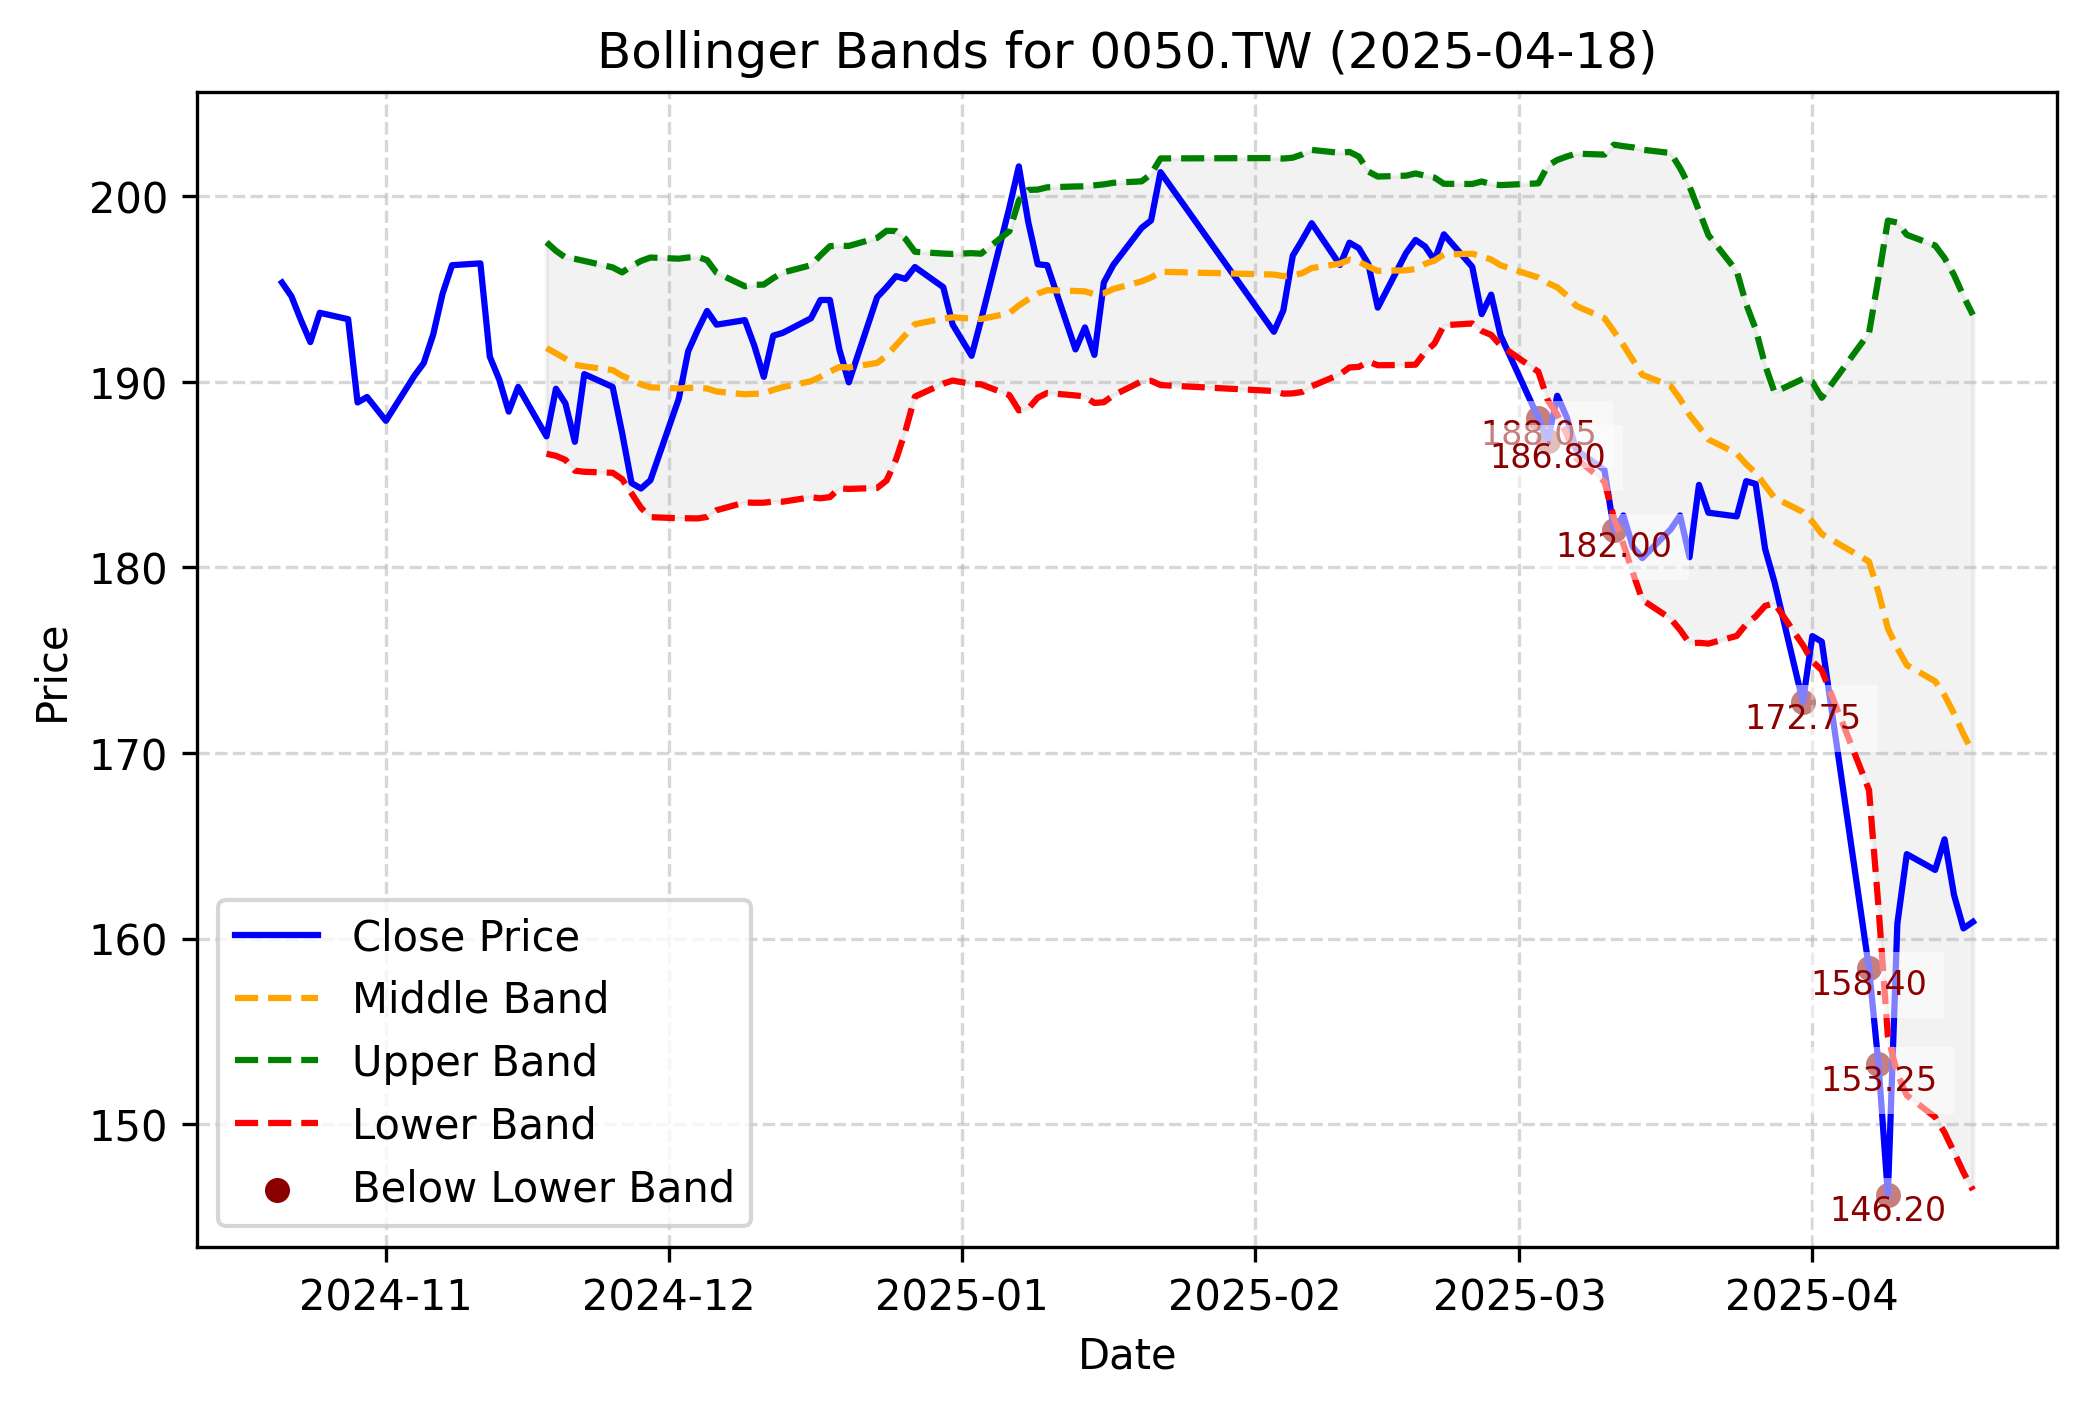 Bollinger Bands for 0050.TW (2025-04-18)
Price
200
190
180
170
160
150
188.05
186.80
182.00
172.75
158.40
153.25
146.20
Close Price
Middle Band
Upper Band
Lower Band
Below Lower Band
2024-11
2024-12
2025-01
2025-02
2025-03
2025-04
Date